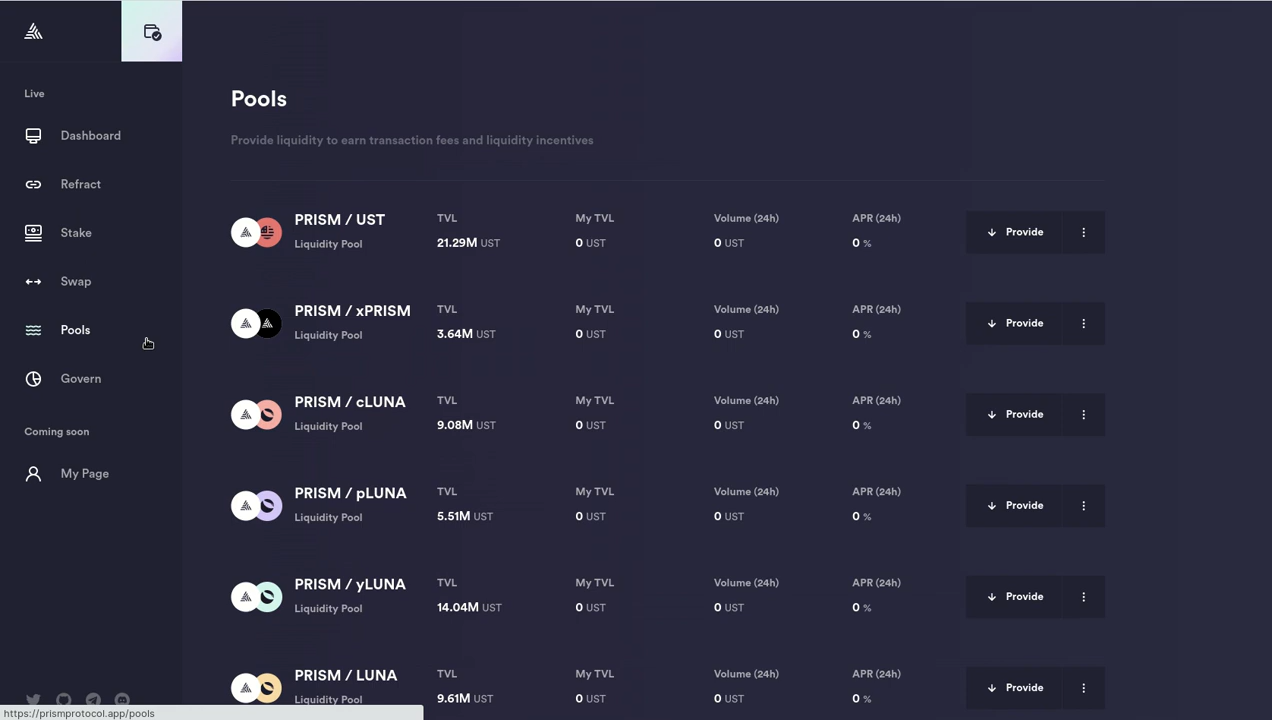 Live
Dashboard
Refract
Stake
Swap
Pools
Govern
Coming soon
My Page
Pools
Provide liquidity to earn transaction fees and liquidity incentives
PRISM / UST
Liquidity Pool
TVL
21.29M UST
My TVL
0 UST
Volume (24h)
0 UST
APR (24h)
0 %
Provide
PRISM / xPRISM
Liquidity Pool
TVL
3.64M UST
My TVL
0 UST
Volume (24h)
0 UST
APR (24h)
0 %
Provide
PRISM / cLUNA
Liquidity Pool
TVL
9.08M UST
My TVL
0 UST
Volume (24h)
0 UST
APR (24h)
0 %
Provide
PRISM / pLUNA
Liquidity Pool
TVL
5.51M UST
My TVL
0 UST
Volume (24h)
0 UST
APR (24h)
0 %
Provide
PRISM / yLUNA
Liquidity Pool
TVL
14.04M UST
My TVL
0 UST
Volume (24h)
0 UST
APR (24h)
0 %
Provide
PRISM / LUNA
Liquidity Pool
TVL
9.61M UST
My TVL
0 UST
Volume (24h)
0 UST
APR (24h)
0 %
Provide
https://prismprotocol.app/pools